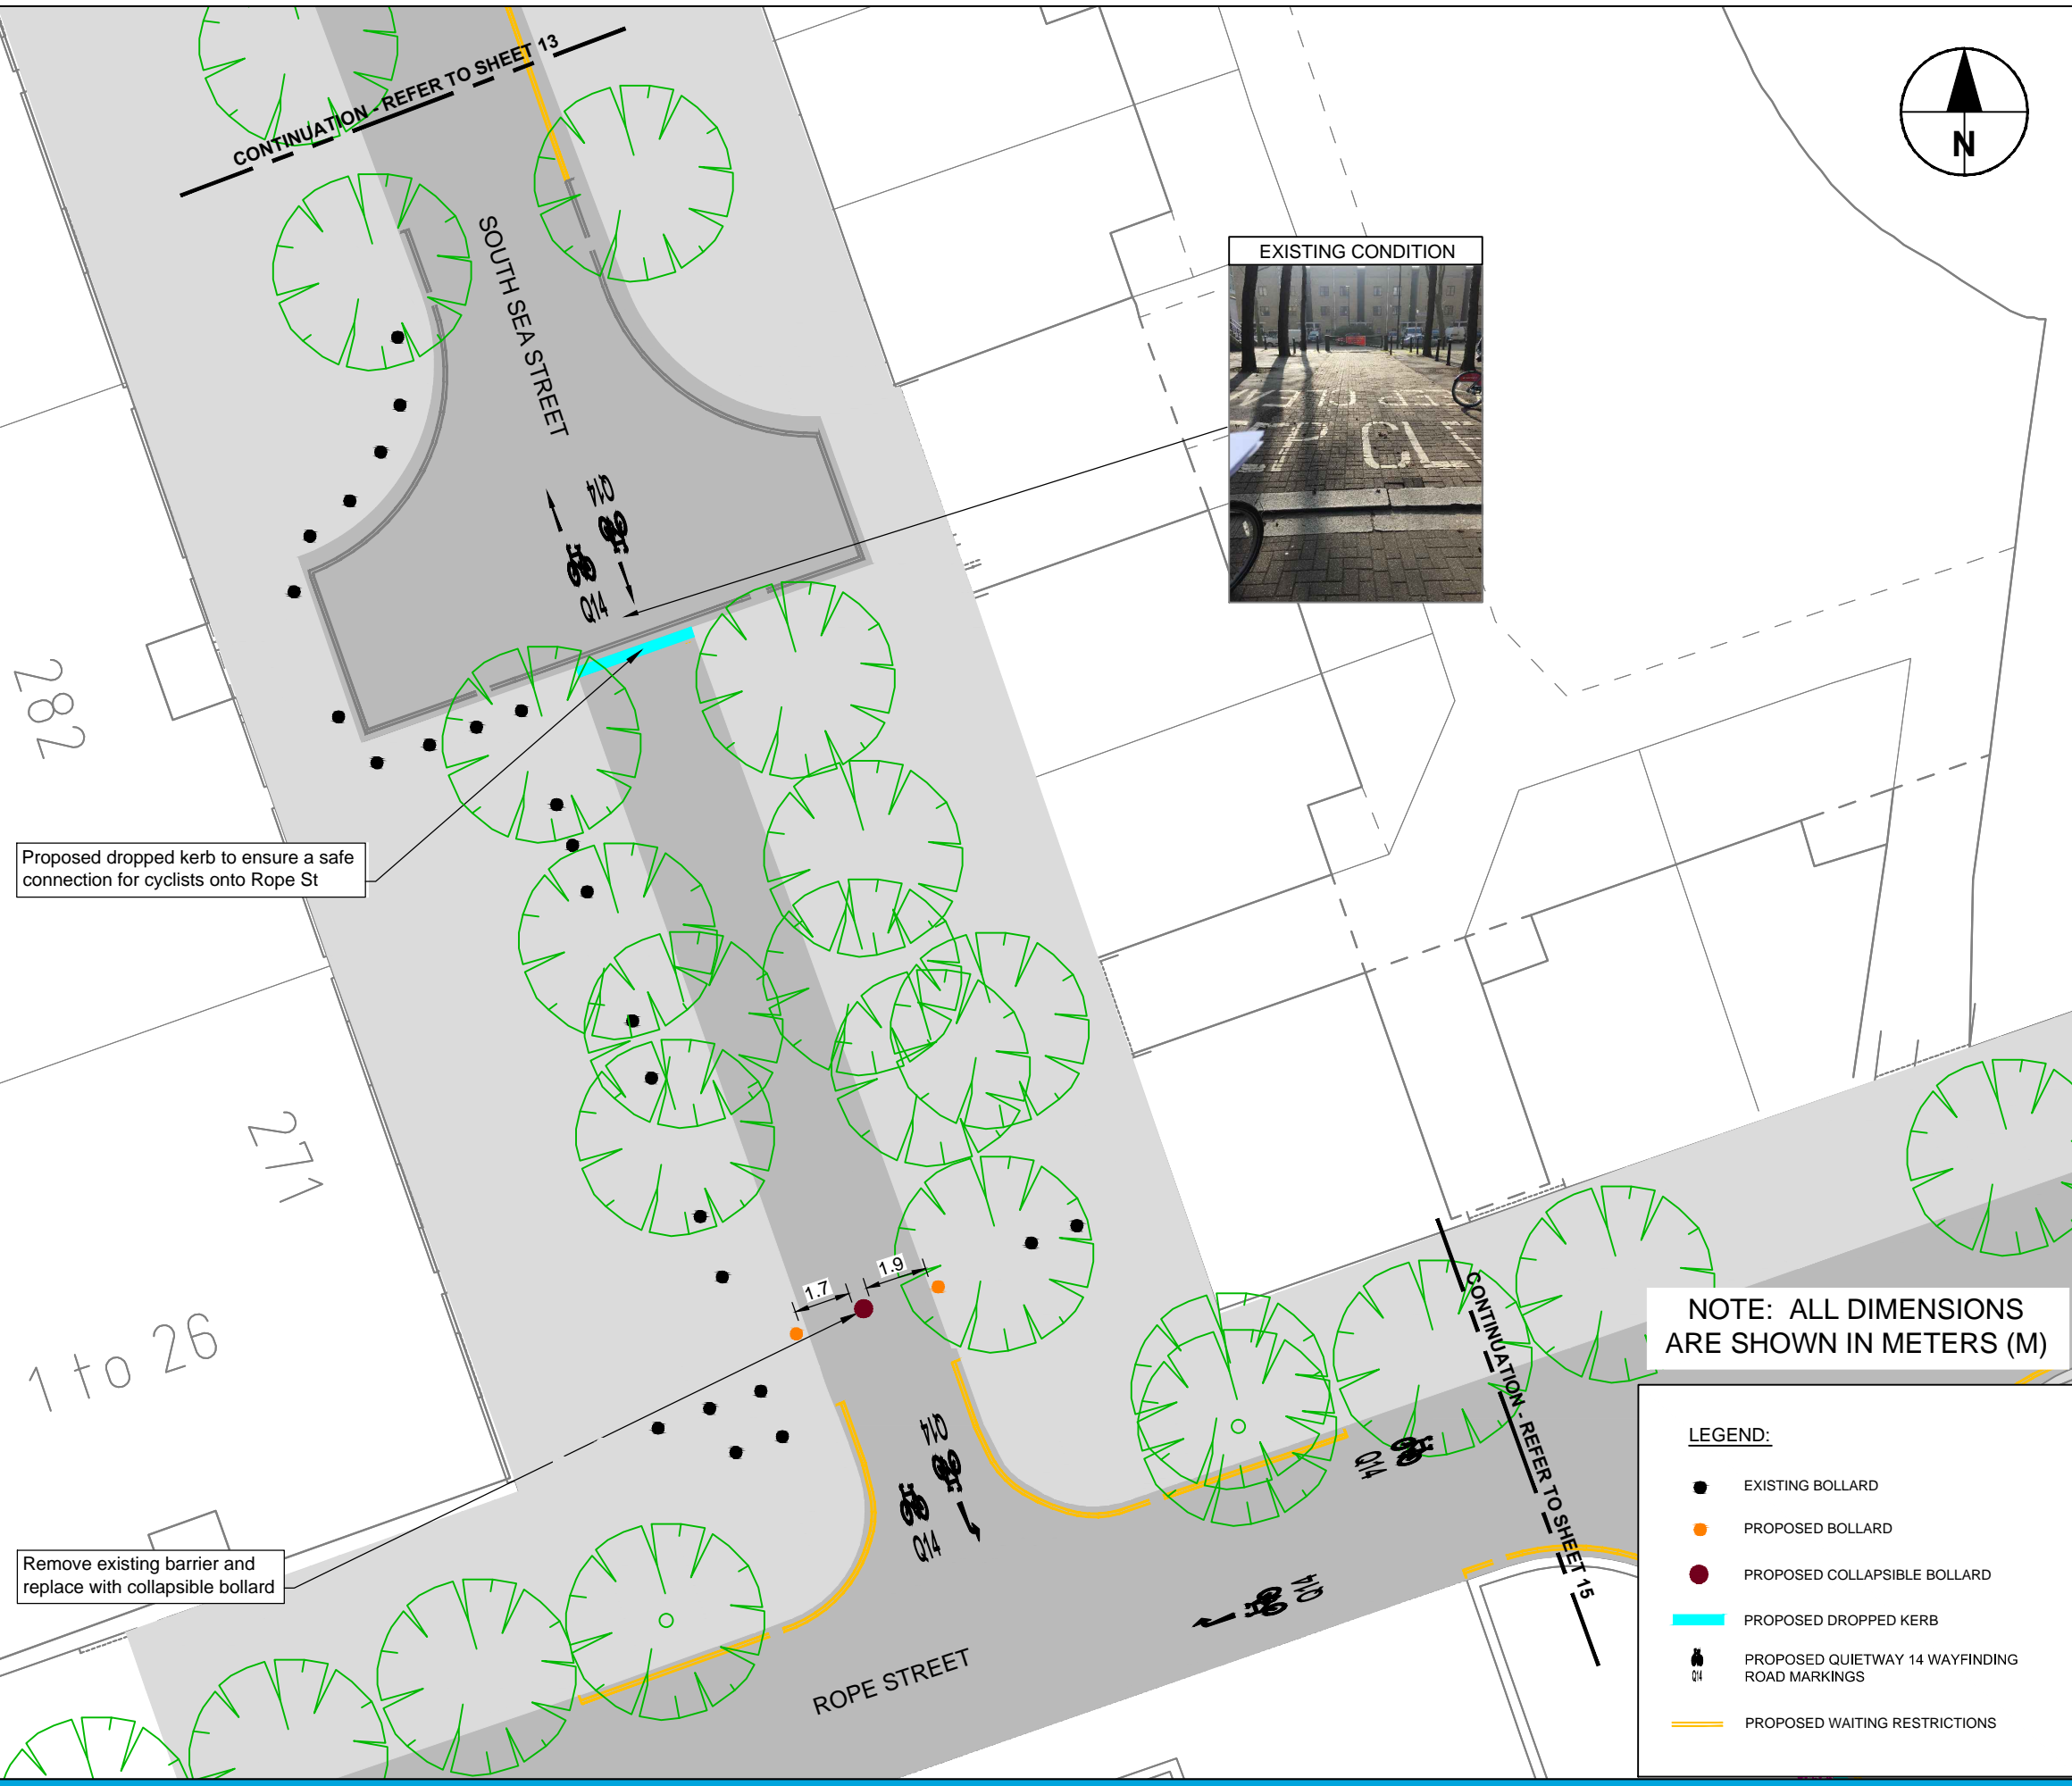 CONTINUATION - REFER TO SHEET 13
N
SOUTH SEA STREET
EXISTING CONDITION
Q14
Q14
282
Proposed dropped kerb to ensure a safe
connection for cyclists onto Rope St
271
1 to 26
1.7
1.9
Q14
Q14
Q14
Q14
CONTINUATION - REFER TO SHEET 15
Remove existing barrier and
replace with collapsible bollard
ROPE STREET
NOTE: ALL DIMENSIONS
ARE SHOWN IN METERS (M)
LEGEND:
EXISTING BOLLARD
PROPOSED BOLLARD
PROPOSED COLLAPSIBLE BOLLARD
PROPOSED DROPPED KERB
Q14
PROPOSED QUIETWAY 14 WAYFINDING
ROAD MARKINGS
PROPOSED WAITING RESTRICTIONS